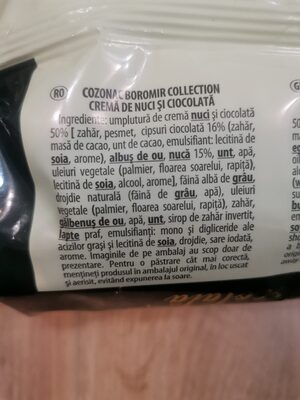 RO
COZONAC BOROMIR COLLECTION
CREMĂ DE NUCI ȘI CIOCOLATĂ
Ingrediente: umplutură de cremă nuci și ciocolată
50% [ zahăr, pesmet, cipsuri ciocolată 16% (zahăr,
masă de cacao, unt de cacao, emulsifiant: lecitină de
soia, arome), albuș de ou, nucă 15%, unt, apă,
uleiuri vegetale (palmier, floarea soarelui, rapiță),
lecitină de soia, alcool, arome], făină albă de grâu,
drojdie naturală (făină de grâu, apă), uleiuri
vegetale (palmier, floarea soarelui, rapiță), zahăr,
gălbenuș de ou, apă, unt, sirop de zahăr invertit,
lapte praf, emulsifianți: mono și digliceride ale
acizilor grași și lecitină de soia, drojdie, sare iodată,
arome. Imaginile de pe ambalaj au scop doar de
prezentare. Pentru o păstrare cât mai corectă,
mențineți produsul în ambalajul original, în loc uscat
și aerisit, evitând expunerea la soare.